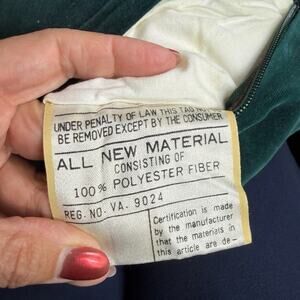 UNDER PENALTY OF LAW THIS TAG NOT
BE REMOVED EXCEPT BY THE CONSUMER
ALL NEW MATERIAL
CONSISTING OF
100% POLYESTER FIBER
REG. NO. VA. 9024
Certification is made
by the manufacturer
that the materials in
this article are de-